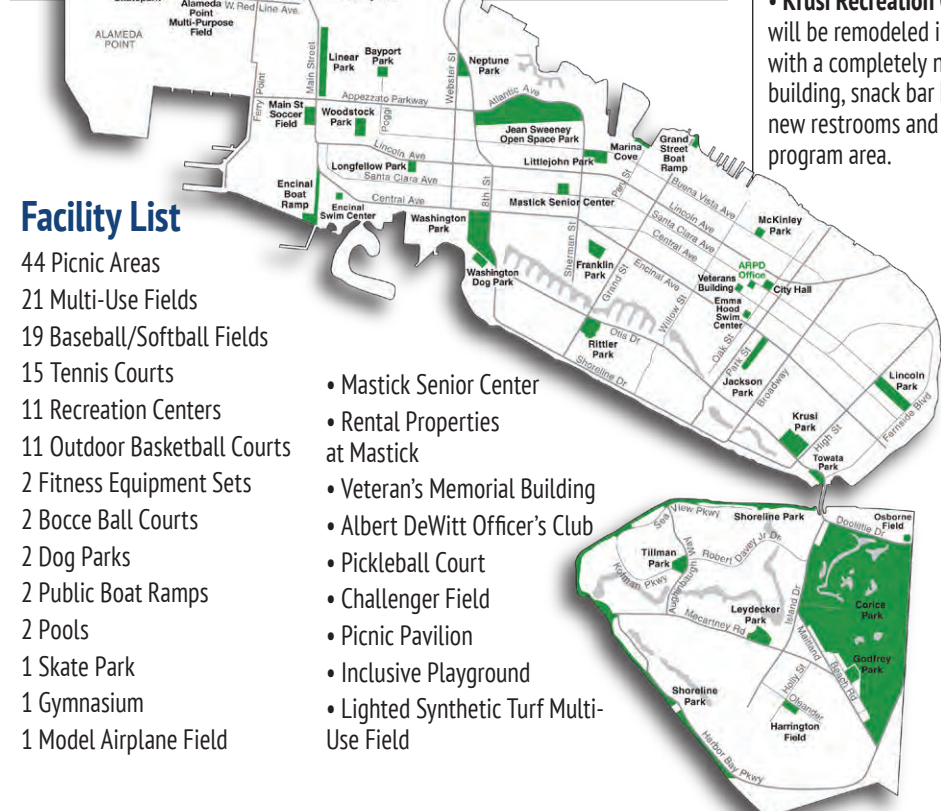 Alameda
Point
Multi-Purpose
Field
W. Red Line Ave.
ALAMEDA
POINT
Ferry Point
Main Street
Linear
Park
Bayport
Park
Webster St
Neptune
Park
Atlantic Ave
Appezzato Parkway
Main St
Soccer
Field
Woodstock
Park
Poggi
Jean Sweeney
Open Space Park
Lincoln Ave
Longfellow Park
Santa Clara Ave
Littlejohn Park
Marina
Cove
Grand
Street
Boat
Ramp
Encinal
Boat
Ramp
Encinal
Swim Center
Central Ave
8th St
Washington
Park
Mastick Senior Center
Buena Vista Ave
Lincoln Ave
Santa Clara Ave
Central Ave
McKinley
Park
Washington
Dog Park
Sherman St
Franklin
Park
Grand St
Encinal Ave
Willow St
Veterans
Building
ARPD
Office
City Hall
Emma
Hood
Swim
Center
Otis Dr
Rittler
Park
Shoreline Dr
Oak St
Park St
Jackson
Park
Broadway
Lincoln
Park
Fernside Blvd
Krusi
Park
High St
Towata
Park
• Krusi Recreation
will be remodeled i
with a completely n
building, snack bar
new restrooms and
program area.
Facility List
44 Picnic Areas
21 Multi-Use Fields
19 Baseball/Softball Fields
15 Tennis Courts
11 Recreation Centers
11 Outdoor Basketball Courts
2 Fitness Equipment Sets
2 Bocce Ball Courts
2 Dog Parks
2 Public Boat Ramps
2 Pools
1 Skate Park
1 Gymnasium
1 Model Airplane Field
• Mastick Senior Center
• Rental Properties
at Mastick
• Veteran's Memorial Building
• Albert DeWitt Officer's Club
• Pickleball Court
• Challenger Field
• Picnic Pavilion
• Inclusive Playground
• Lighted Synthetic Turf Multi-
Use Field
Sea View Pkwy
Shoreline Park
Doolittle Dr
Osborne
Field
Tillman
Park
Kofman Pkwy
Aughinbaugh Way
Robert Davey Jr Dr
Island Dr
Leydecker
Park
Mecartney Rd
Maitland
Corica
Park
Godfrey
Park
Beach Rd
Holly St
Oleander
Harrington
Field
Shoreline
Park
Harbor Bay Pkwy